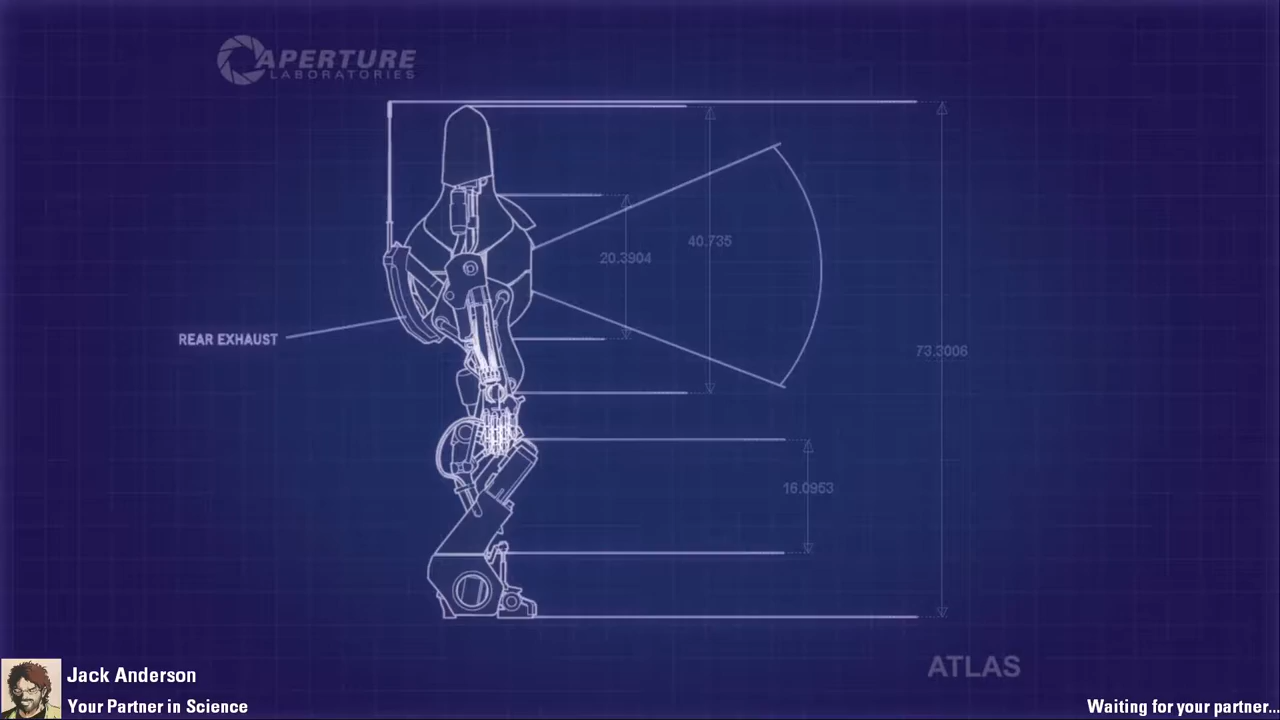 APERTURE
LABORATORIES
40.735
20.3904
REAR EXHAUST
73.3006
16.0953
ATLAS
Jack Anderson
Your Partner in Science
Waiting for your partner...